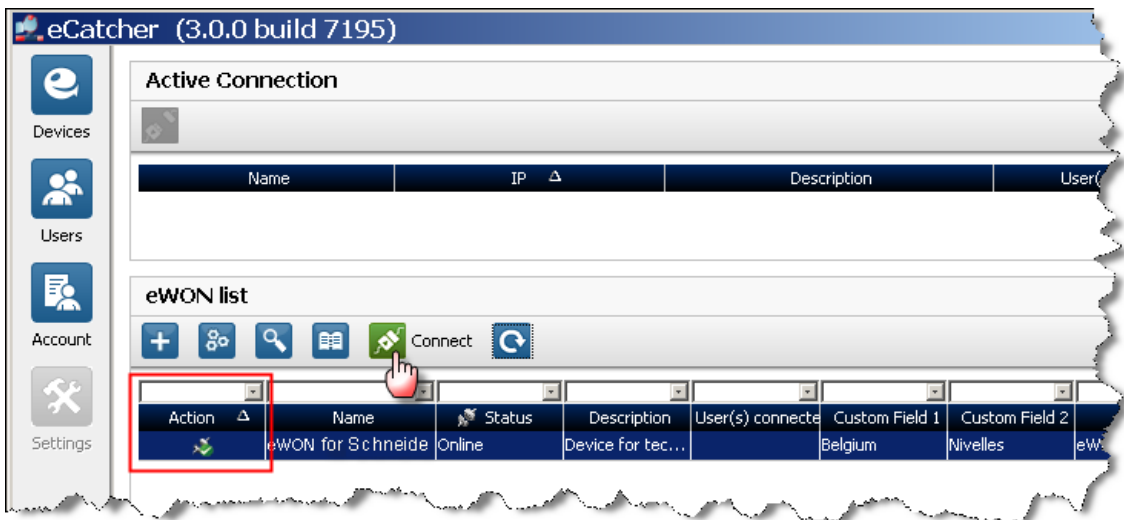 eCatcher (3.0.0 build 7195)
Devices
Users
Account
Settings
Active Connection
Name IP Description User(
eWON list
Connect
Action Name Status Description User(s) connecte Custom Field 1 Custom Field 2
eWON for Schneide Online Device for tec... Belgium Nivelles eW